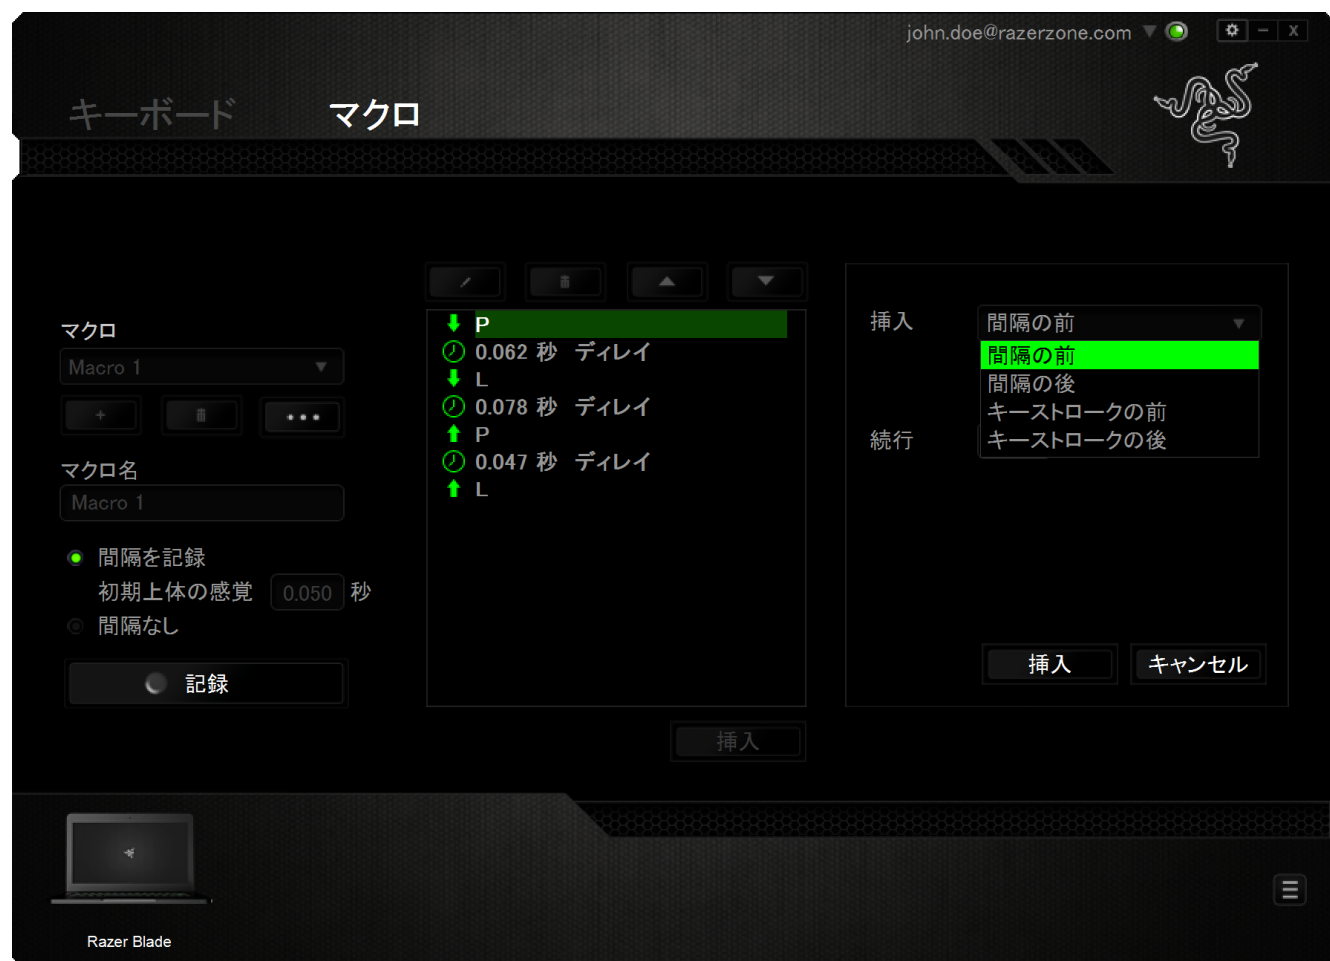 john.doe@razerzone.com
キーボード
マクロ
マクロ
Macro 1
マクロ名
Macro 1
間隔を記録
初期上体の感覚 0.050 秒
間隔なし
記録
P
0.062 秒 ディレイ
L
0.078 秒 ディレイ
P
0.047 秒 ディレイ
L
挿入
挿入 間隔の前
間隔の前
間隔の後
キーストロークの前
キーストロークの後
続行
挿入
キャンセル
Razer Blade